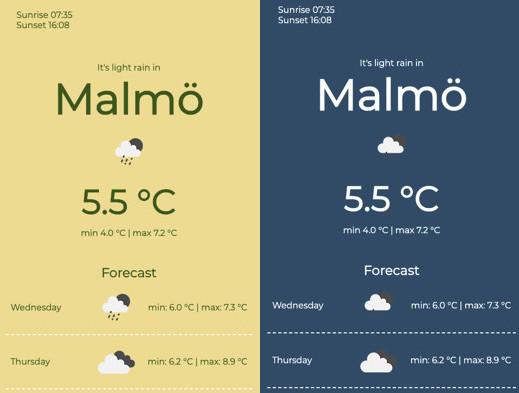 Sunrise 07:35
Sunset 16:08
It's light rain in
Malmö
5.5 °C
min 4.0 °C | max 7.2 °C
Forecast
Wednesday min: 6.0 °C | max: 7.3 °C
Thursday min: 6.2 °C | max: 8.9 °C
Sunrise 07:35
Sunset 16:08
It's light rain in
Malmö
5.5 °C
min 4.0 °C | max 7.2 °C
Forecast
Wednesday min: 6.0 °C | max: 7.3 °C
Thursday min: 6.2 °C | max: 8.9 °C